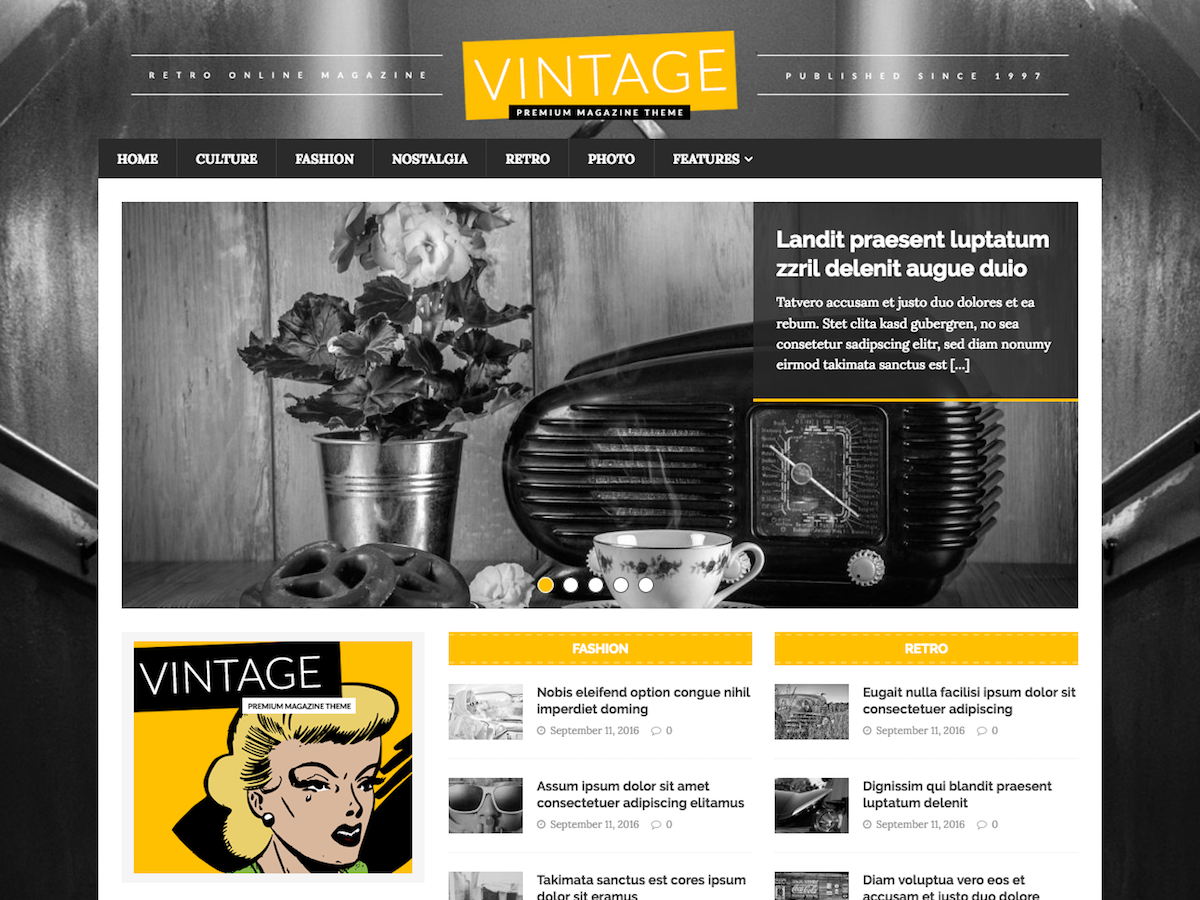 RETRO ONLINE MAGAZINE
VINTAGE
PREMIUM MAGAZINE THEME
PUBLISHED SINCE 1997
HOME CULTURE FASHION NOSTALGIA RETRO PHOTO FEATURES
Landit praesent luptatum
zzril delenit augue duio
Tatvero accusam et justo duo dolores et ea
rebum. Stet clita kasd gubergren, no sea
consetetur sadipscing elitr, sed diam nonumy
eirmod takimata sanctus est [...]
VINTAGE
PREMIUM MAGAZINE THEME
FASHION
Nobis eleifend option congue nihil
imperdiet doming
September 11, 2016 0
Assum ipsum dolor sit amet
consectetuer adipiscing elitamus
September 11, 2016 0
Takimata sanctus est cores ipsum
dolor sit eramus
RETRO
Eugait nulla facilisi ipsum dolor sit
consectetuer adipiscing
September 11, 2016 0
Dignissim qui blandit praesent
luptatum delenit
September 11, 2016 0
Diam voluptua vero eos et
accusam et justo duo dolore